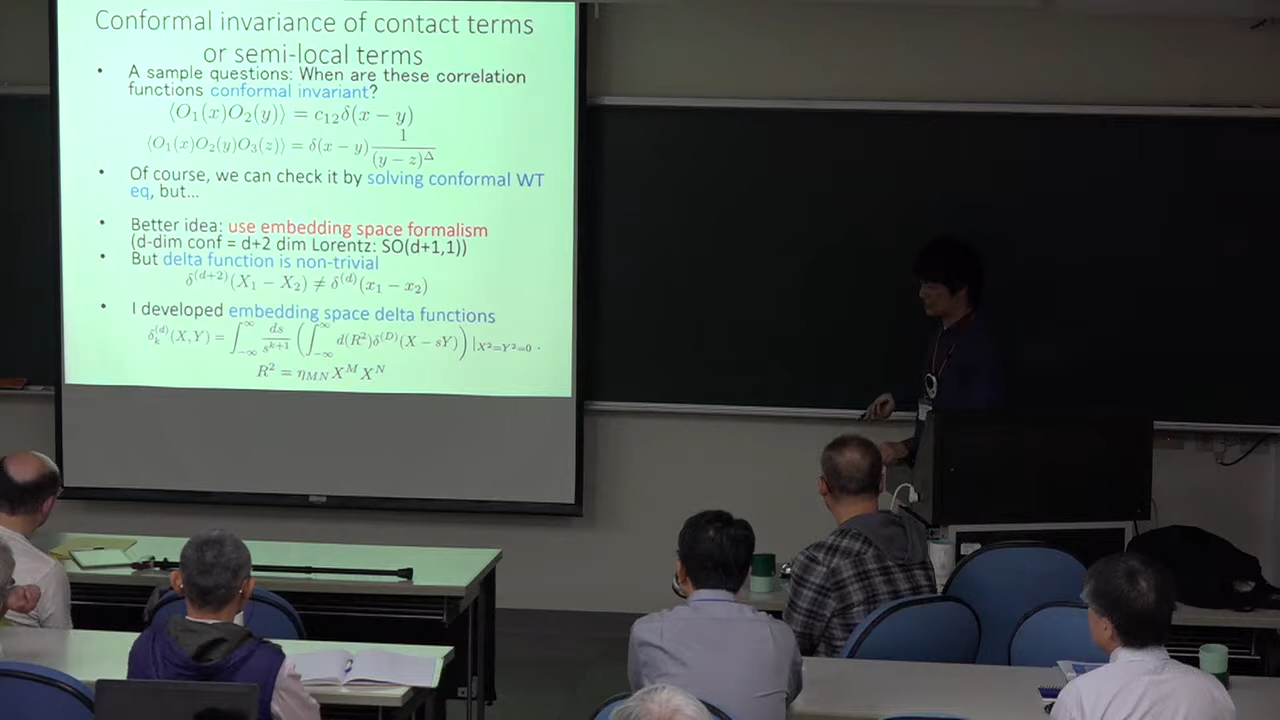 Conformal invariance of contact terms
or semi-local terms
• A sample questions: When are these correlation
functions conformal invariant?
⟨O₁(x)O₂(y)⟩ = c₁₂δ(x − y)
⟨O₁(x)O₂(y)O₃(z)⟩ = δ(x − y) 1/(y − z)^Δ
• Of course, we can check it by solving conformal WT
eq, but...
• Better idea: use embedding space formalism
(d-dim conf = d+2 dim Lorentz: SO(d+1,1))
• But delta function is non-trivial
δ^(d+2)(X₁ − X₂) ≠ δ^(d)(x₁ − x₂)
• I developed embedding space delta functions
δ_k^(d)(X, Y) = ∫_{−∞}^{∞} ds/s^{k+1} (∫_{−∞}^{∞} d(R²)δ^(D)(X − sY)) |_{X²=Y²=0} .
R² = η_{MN} X^M X^N